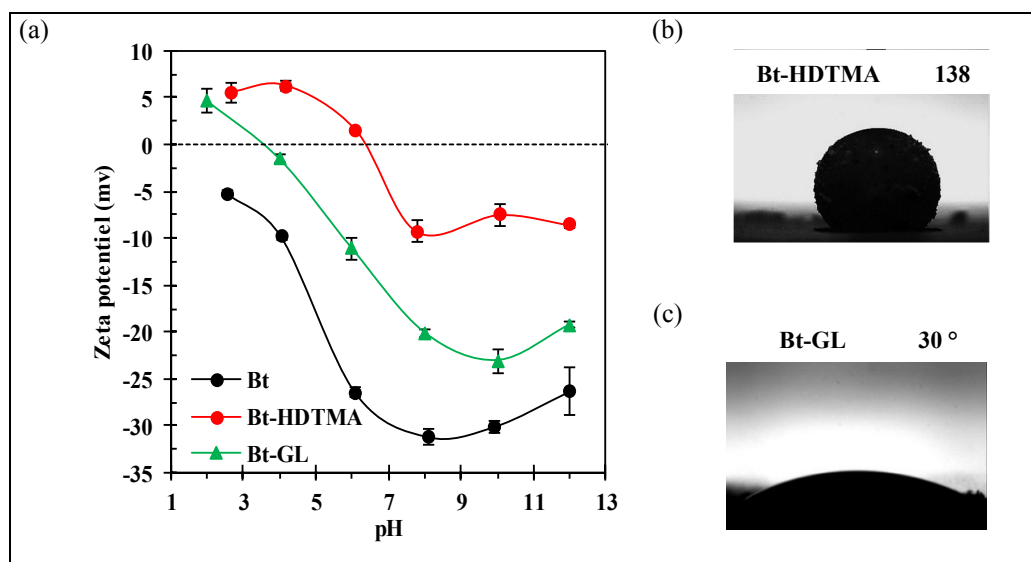 (a)
Zeta potentiel (mv)
10
5
0
-5
-10
-15
-20
-25
-30
-35
Bt
Bt-HDTMA
Bt-GL
1 3 5 7 9 11 13
pH
(b)
Bt-HDTMA 138
(c)
Bt-GL 30 °